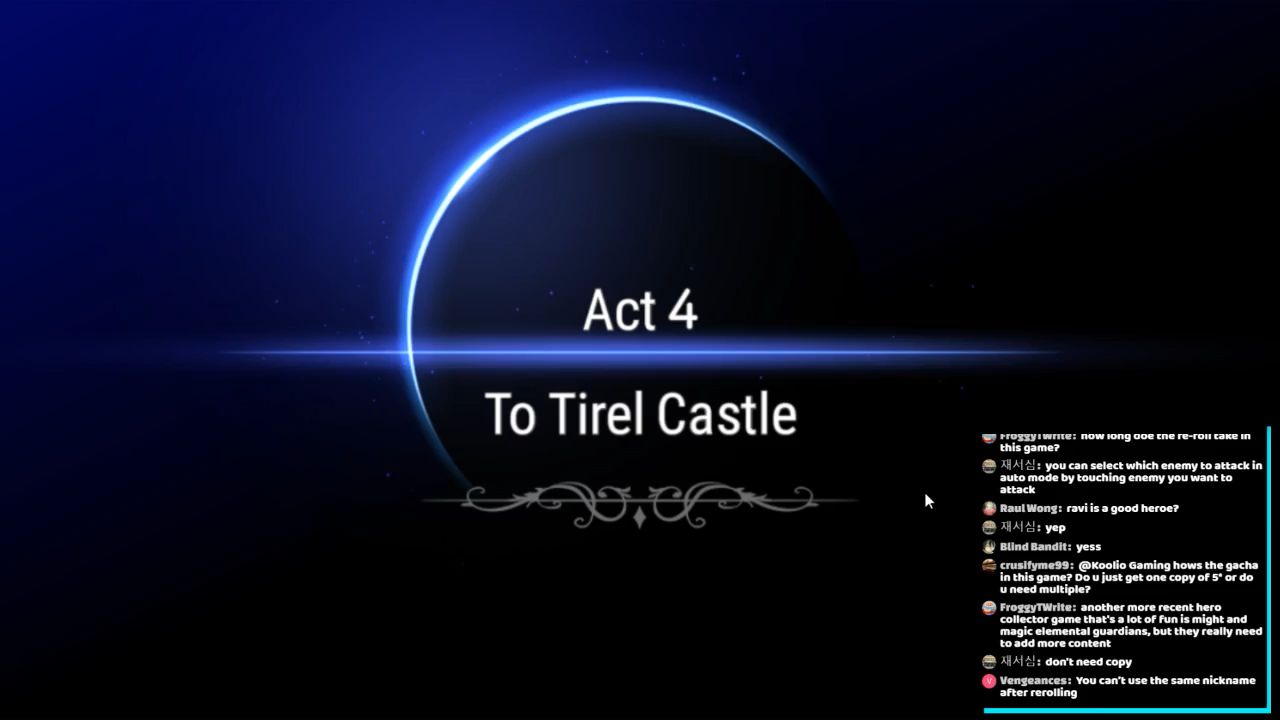 Act 4
To Tirel Castle
FroggyTWrite: how long doe the re-roll take in
this game?
재서심: you can select which enemy to attack in
auto mode by touching enemy you want to
attack
Raul Wong: ravi is a good heroe?
재서심: yep
Blind Bandit: yess
crusifyme99: @Koolio Gaming hows the gacha
in this game? Do u just get one copy of 5* or do
u need multiple?
FroggyTWrite: another more recent hero
collector game that's a lot of fun is might and
magic elemental guardians, but they really need
to add more content
재서심: don't need copy
V Vengeances: You can't use the same nickname
after rerolling